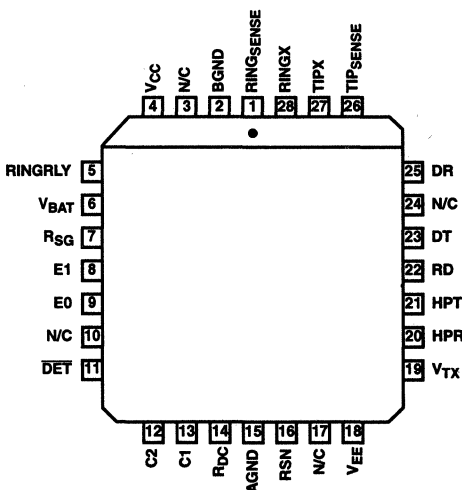 VCC
N/C
BGND
RINGSENSE
RINGX
TIPX
TIPSENSE
4
3
2
1
28
27
26
RINGRLY 5
VBAT 6
RSG 7
E1 8
E0 9
N/C 10
DET 11
25 DR
24 N/C
23 DT
22 RD
21 HPT
20 HPR
19 VTX
12
13
14
15
16
17
18
C2
C1
RDC
AGND
RSN
N/C
VEE